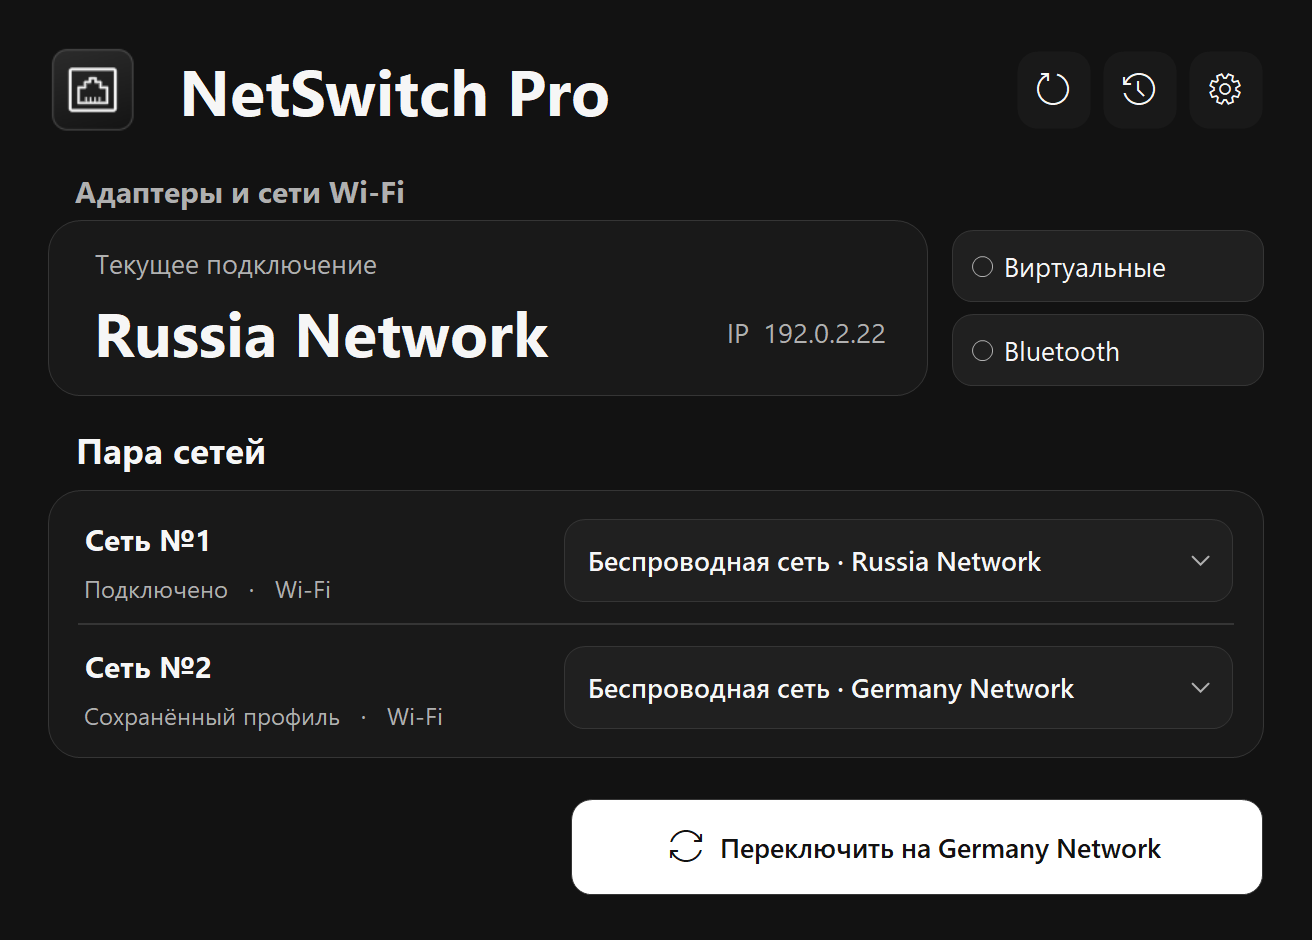 NetSwitch Pro
Адаптеры и сети Wi-Fi
Текущее подключение
Russia Network
IP 192.0.2.22
Виртуальные
Bluetooth
Пара сетей
Сеть №1
Беспроводная сеть · Russia Network
Подключено · Wi-Fi
Сеть №2
Беспроводная сеть · Germany Network
Сохранённый профиль · Wi-Fi
Переключить на Germany Network